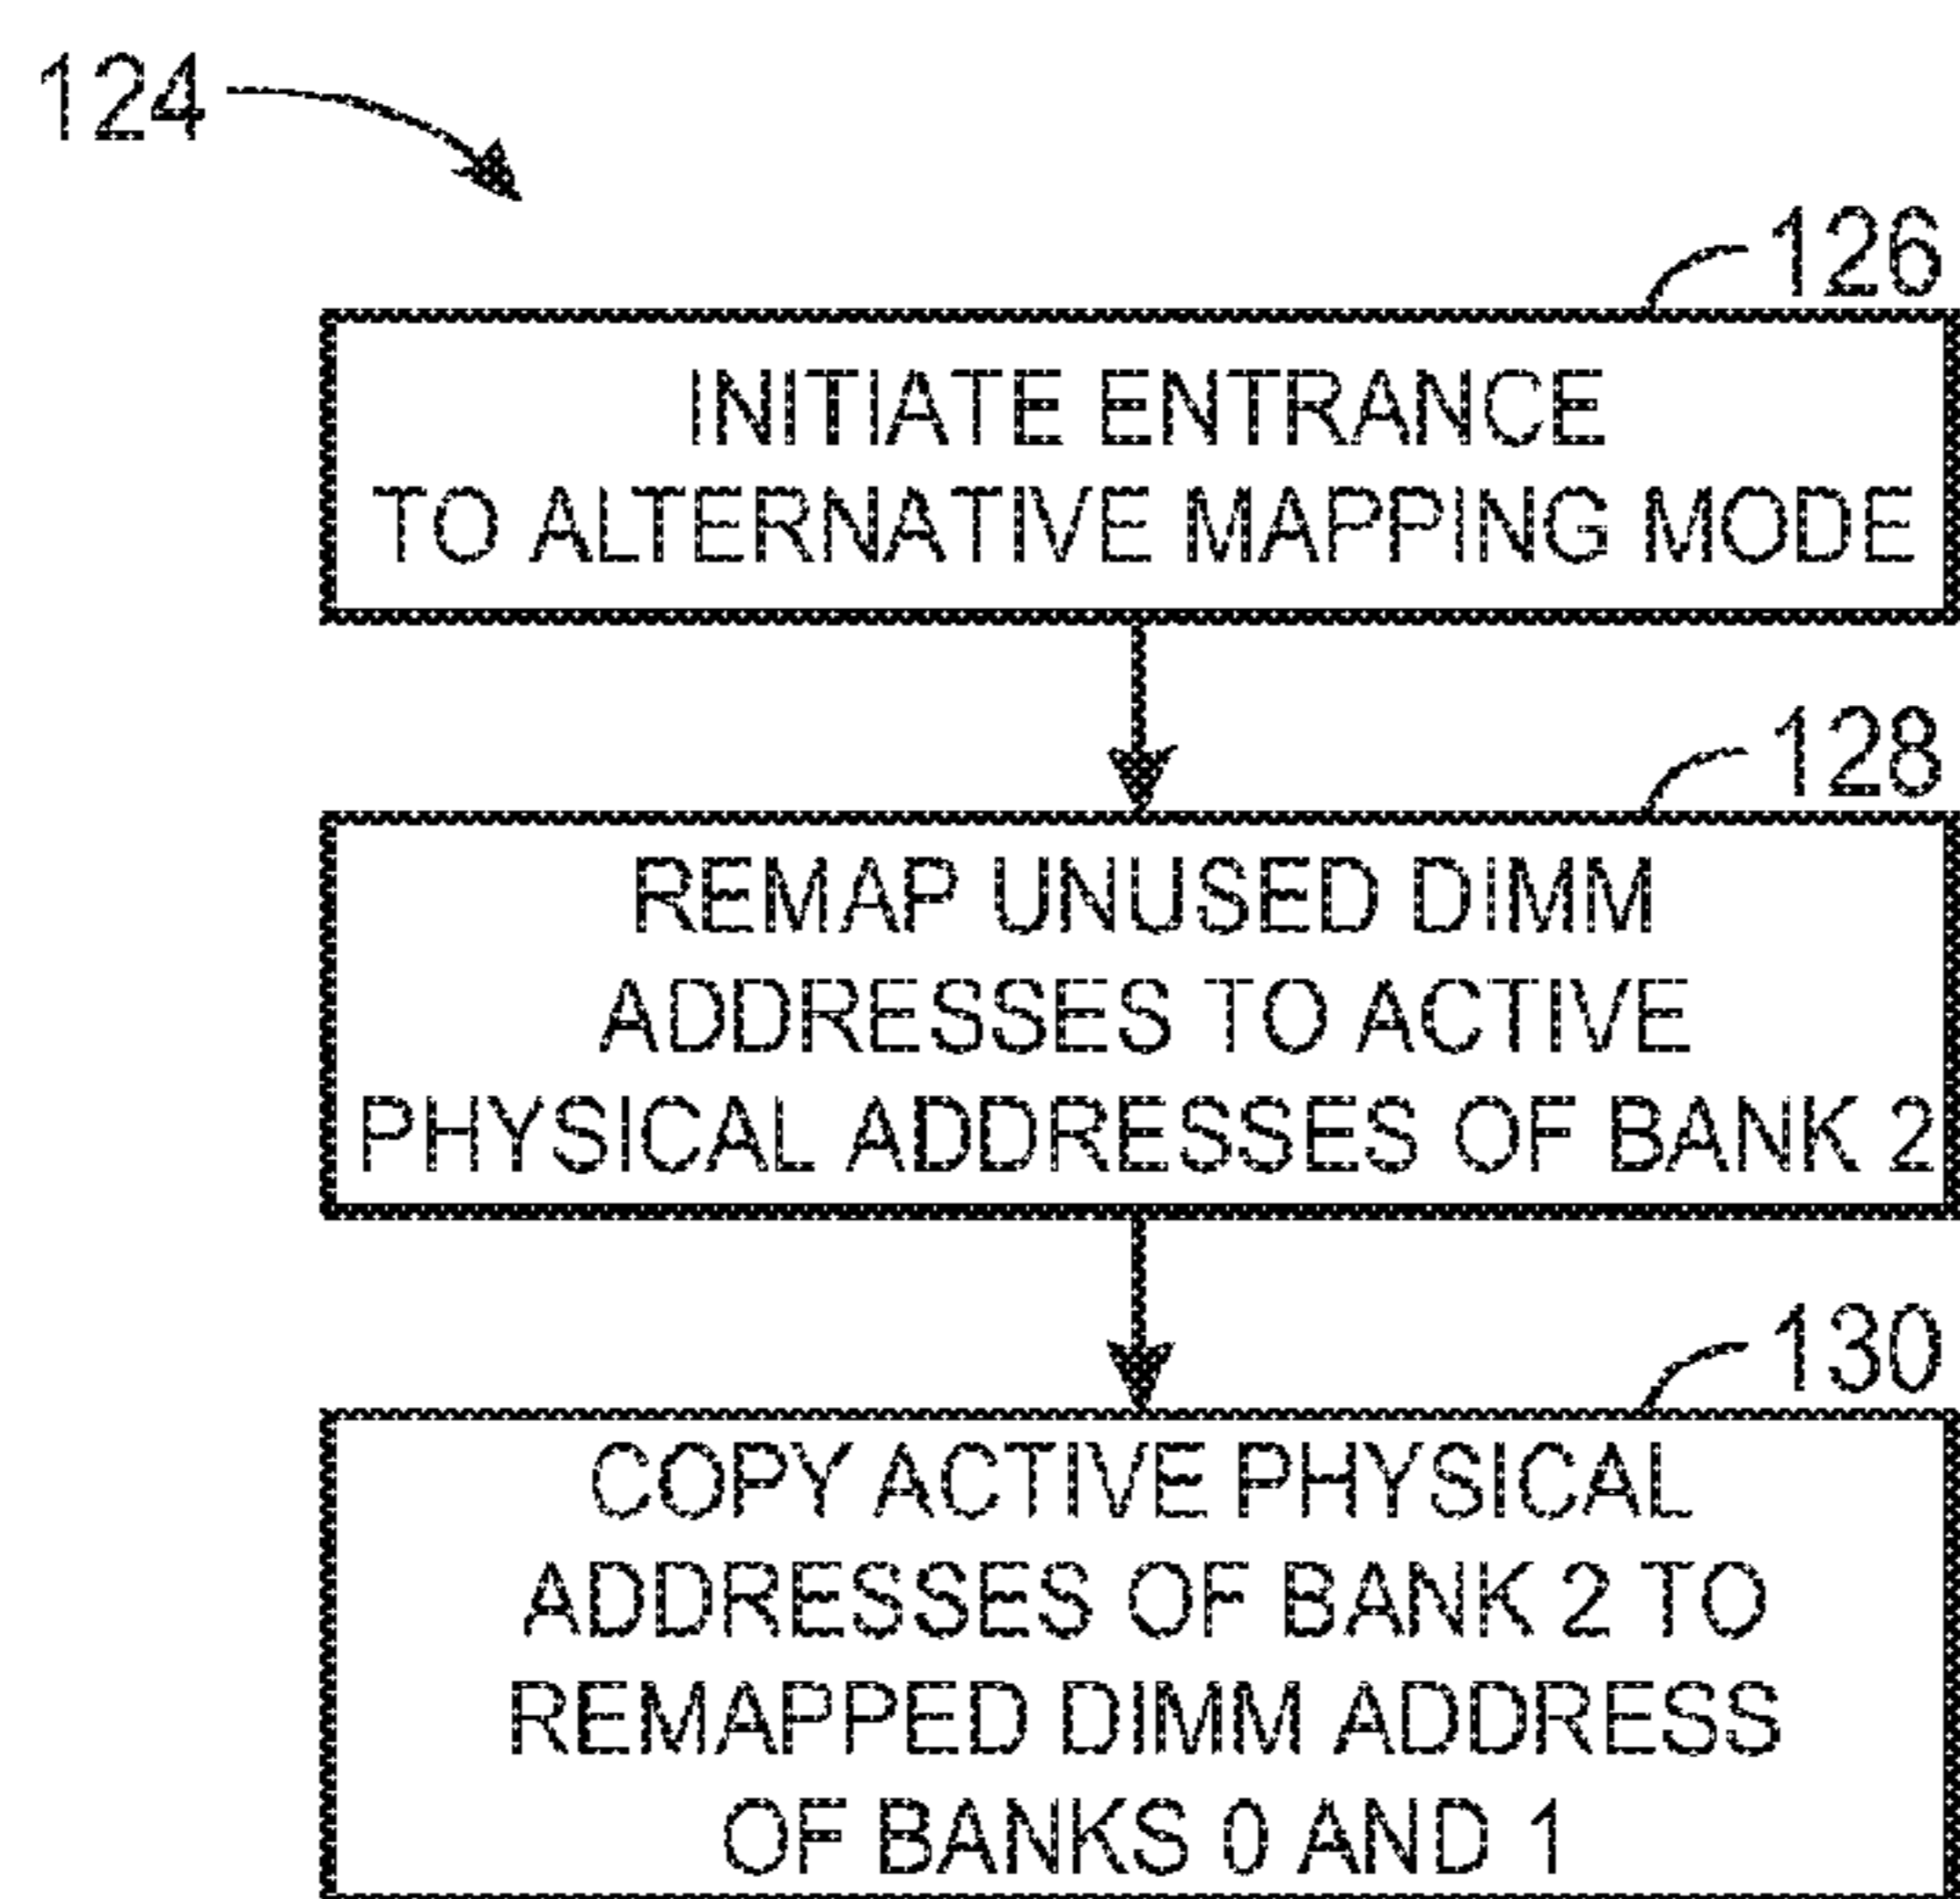 124
126
INITIATE ENTRANCE
TO ALTERNATIVE MAPPING MODE
128
REMAP UNUSED DIMM
ADDRESSES TO ACTIVE
PHYSICAL ADDRESSES OF BANK 2
130
COPY ACTIVE PHYSICAL
ADDRESSES OF BANK 2 TO
REMAPPED DIMM ADDRESS
OF BANKS 0 AND 1